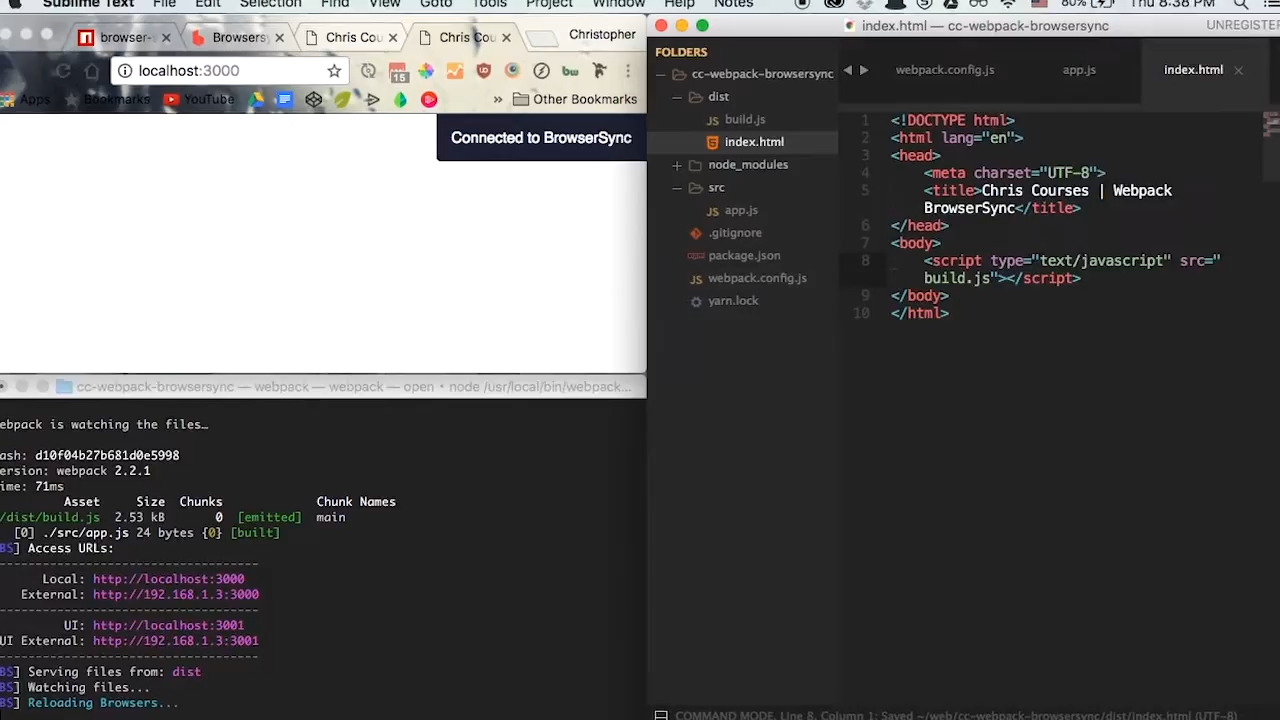 Sublime Text File Edit Selection Find View Goto Tools Project Window Help Notes 80% Thu 8:38 PM
browser- Browsers Chris Cou Chris Cou Christopher
localhost:3000 15 bw
Apps Bookmarks YouTube » Other Bookmarks
Connected to BrowserSync
cc-webpack-browsersync — webpack — webpack — open • node /usr/local/bin/webpack...
ebpack is watching the files…
ash: d10f04b27b681d0e5998
ersion: webpack 2.2.1
ime: 71ms
Asset Size Chunks Chunk Names
/dist/build.js 2.53 kB 0 [emitted] main
[0] ./src/app.js 24 bytes {0} [built]
BS] Access URLs:
--------------------------------------
Local: http://localhost:3000
External: http://192.168.1.3:3000
--------------------------------------
UI: http://localhost:3001
UI External: http://192.168.1.3:3001
--------------------------------------
BS] Serving files from: dist
BS] Watching files...
BS] Reloading Browsers...
index.html — cc-webpack-browsersync UNREGISTER
FOLDERS
cc-webpack-browsersync
dist
build.js
index.html
node_modules
src
app.js
.gitignore
package.json
webpack.config.js
yarn.lock
webpack.config.js app.js index.html
1 <!DOCTYPE html>
2 <html lang="en">
3 <head>
4 <meta charset="UTF-8">
5 <title>Chris Courses | Webpack
BrowserSync</title>
6 </head>
7 <body>
8 <script type="text/javascript" src="
build.js"></script>
9 </body>
10 </html>
COMMAND MODE, Line 8, Column 1; Saved ~/web/cc-webpack-browsersync/dist/index.html (UTF-8)